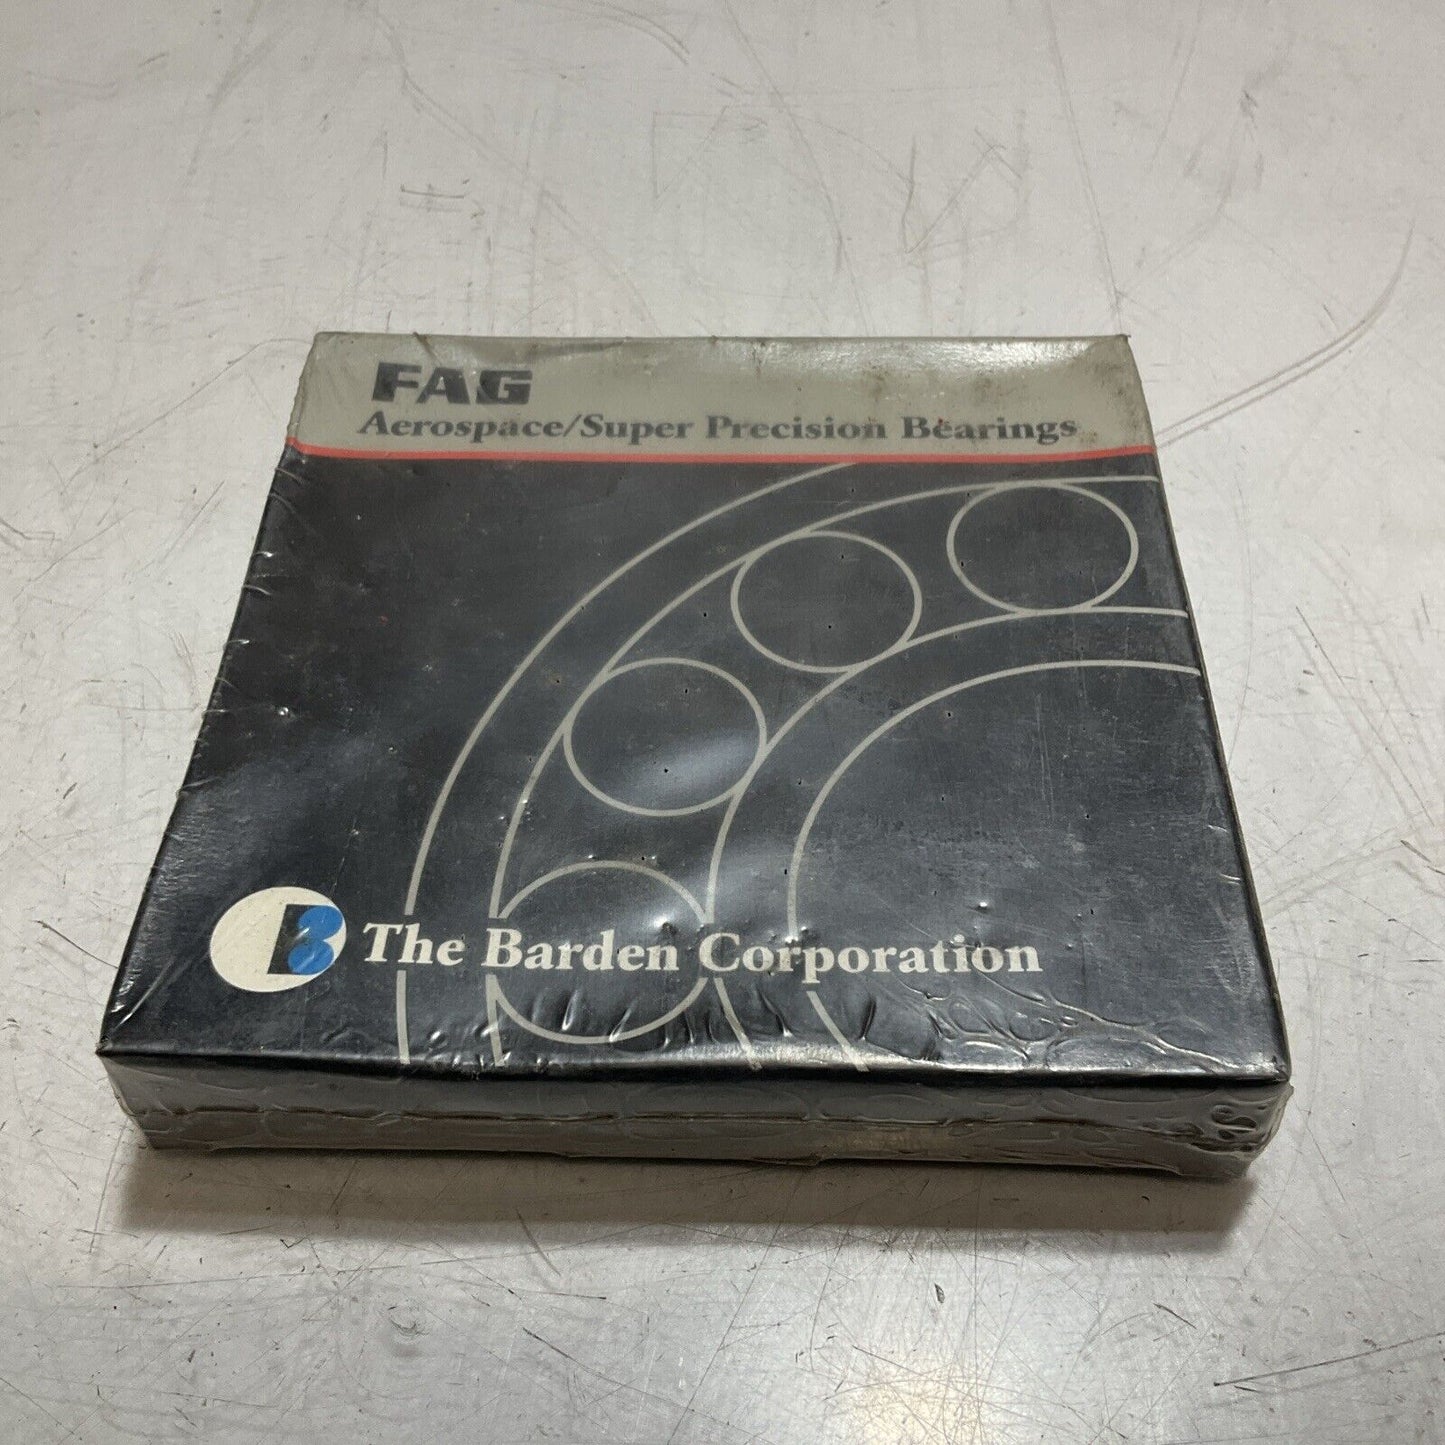 FAG
Aerospace/Super Precision Bearings
B The Barden Corporation